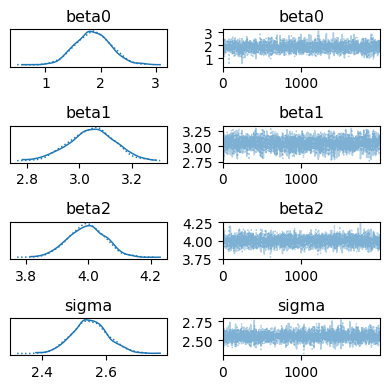 beta0 beta0
3
2
1
1 2 3 0 1000
beta1 beta1
3.25
3.00
2.75
2.8 3.0 3.2 0 1000
beta2 beta2
4.25
4.00
3.75
3.8 4.0 4.2 0 1000
sigma sigma
2.75
2.50
2.4 2.6 0 1000